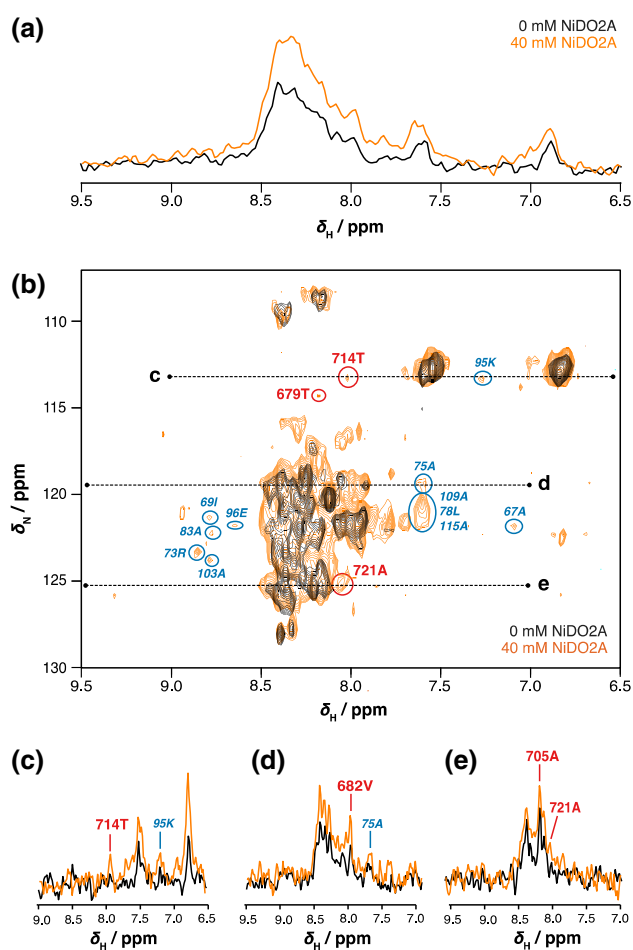 (a)
0 mM NiDO2A
40 mM NiDO2A
9.5 9.0 8.5 8.0 7.5 7.0 6.5
δH / ppm
(b)
110
115
120
125
130
δN / ppm
c
714T
95K
679T
75A
d
69I
96E
109A
78L
67A
83A
115A
73R
103A
721A
e
0 mM NiDO2A
40 mM NiDO2A
9.5 9.0 8.5 8.0 7.5 7.0 6.5
δH / ppm
(c) (d) (e)
714T
95K
682V
75A
705A
721A
9.0 8.5 8.0 7.5 7.0 6.5
δH / ppm
9.5 9.0 8.5 8.0 7.5 7.0
δH / ppm
9.5 9.0 8.5 8.0 7.5 7.0
δH / ppm